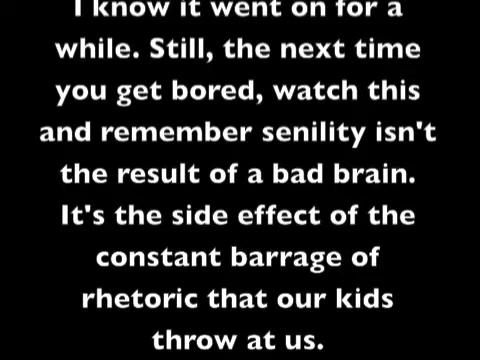 I know it went on for a
while. Still, the next time
you get bored, watch this
and remember senility isn't
the result of a bad brain.
It's the side effect of the
constant barrage of
rhetoric that our kids
throw at us.